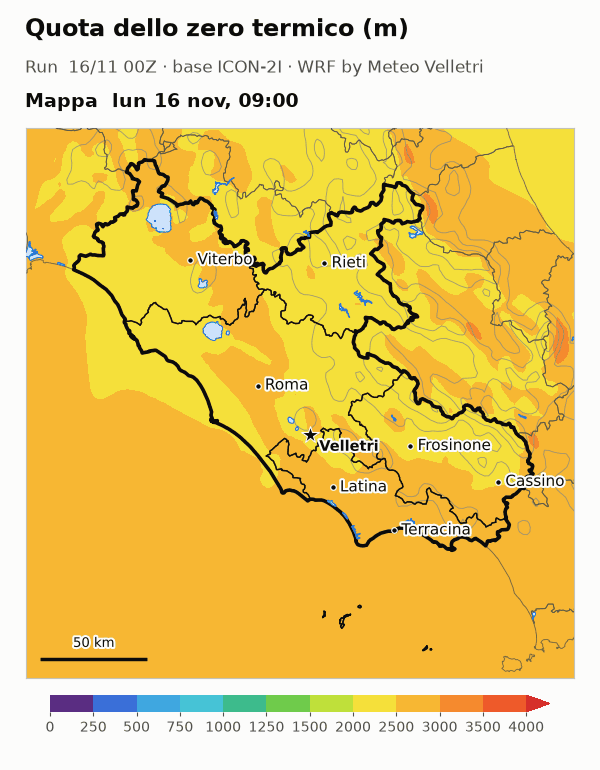 Quota dello zero termico (m)
Run  16/11 00Z · base ICON-2I · WRF by Meteo Velletri
Mappa  lun 16 nov, 09:00
Viterbo
Rieti
Roma
Velletri
Frosinone
Latina
Cassino
Terracina
50 km
0 250 500 750 1000 1250 1500 2000 2500 3000 3500 4000